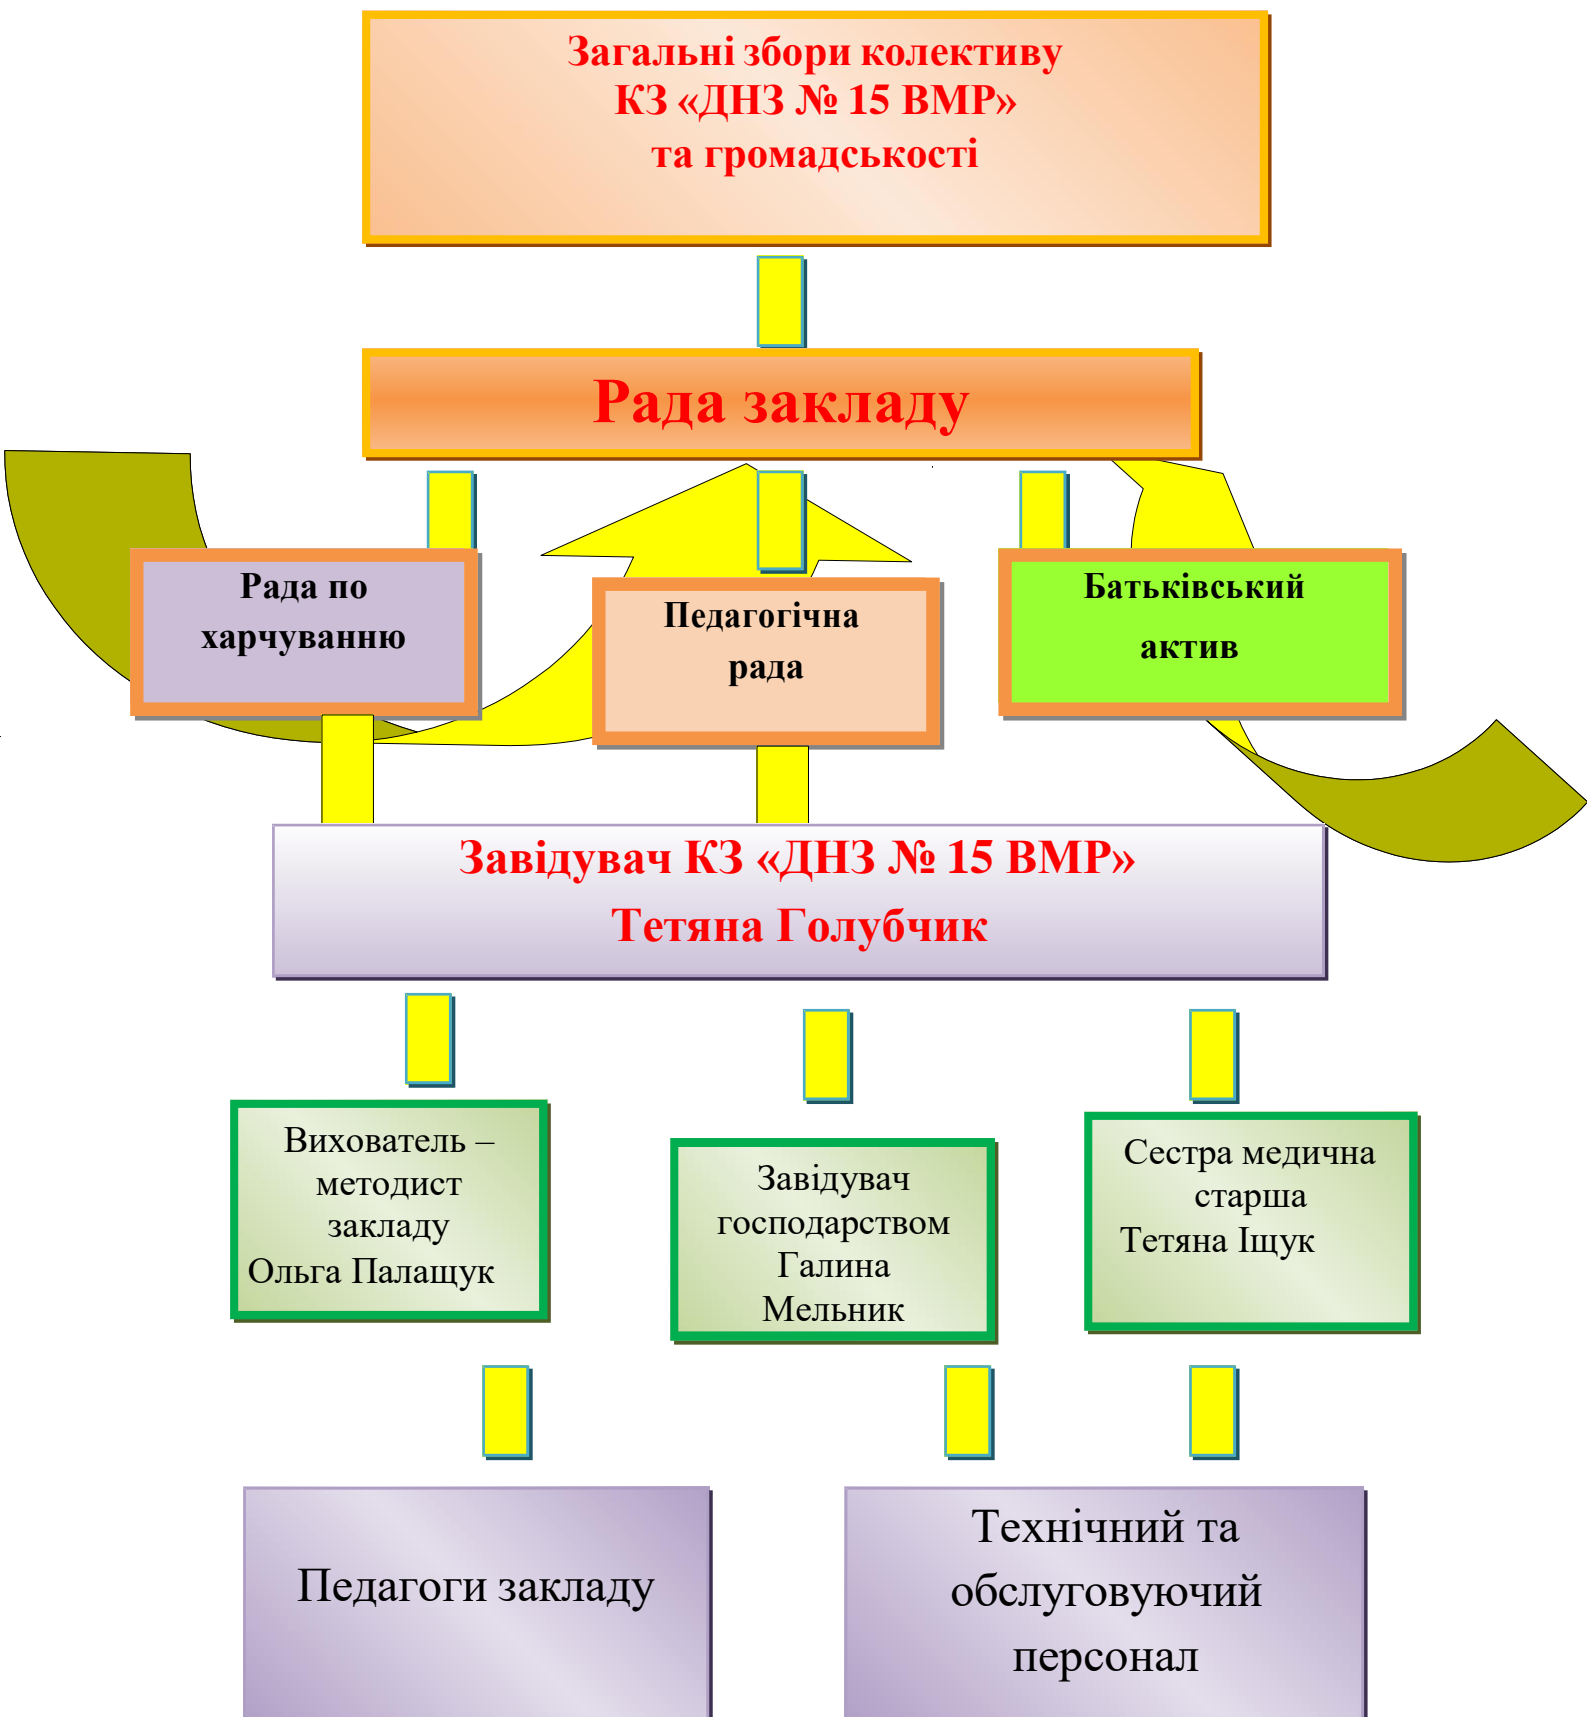 Загальні збори колективу
КЗ «ДНЗ № 15 ВМР»
та громадськості
Рада закладу
Рада по
харчуванню
Педагогічна
рада
Батьківський
актив
Завідувач КЗ «ДНЗ № 15 ВМР»
Тетяна Голубчик
Вихователь –
методист
закладу
Ольга Палащук
Завідувач
господарством
Галина
Мельник
Сестра медична
старша
Тетяна Іщук
Педагоги закладу
Технічний та
обслуговуючий
персонал